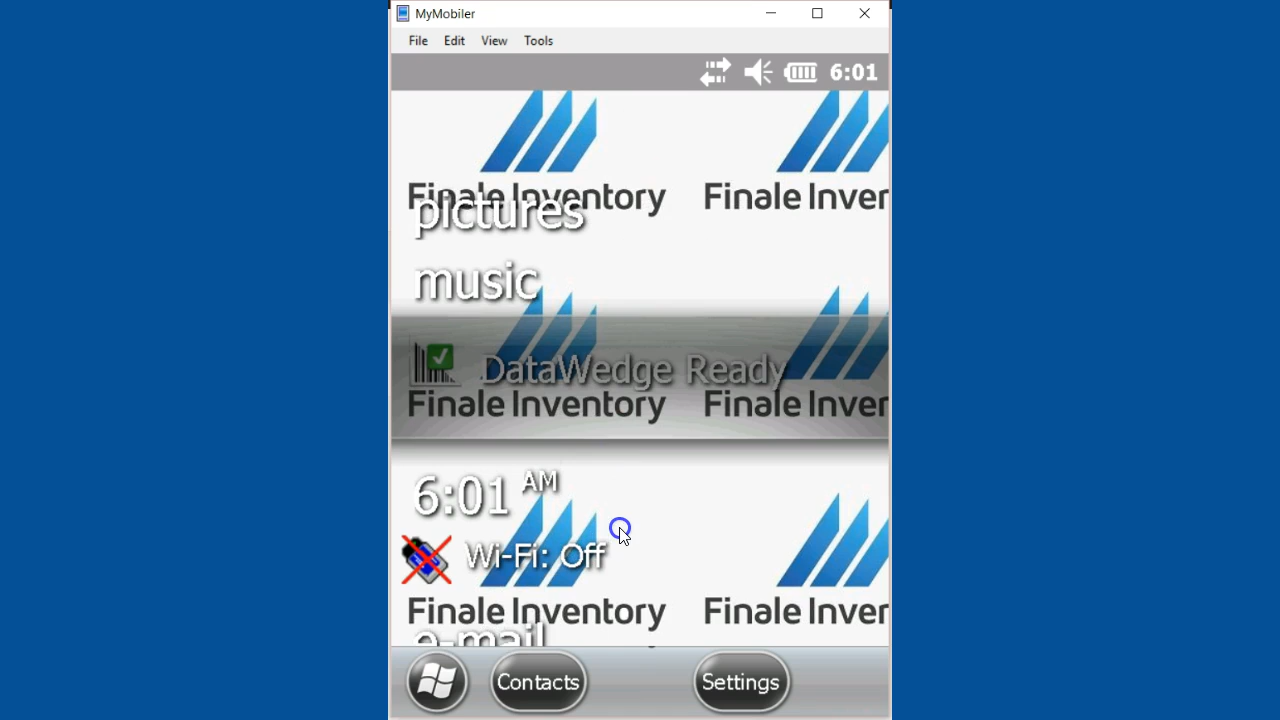 MyMobiler
File Edit View Tools
6:01
Finale Inventory Finale Inver
pictures
music
DataWedge Ready
Finale Inventory Finale Inver
6:01 AM
Wi-Fi: Off
Finale Inventory Finale Inver
e-mail
Contacts Settings